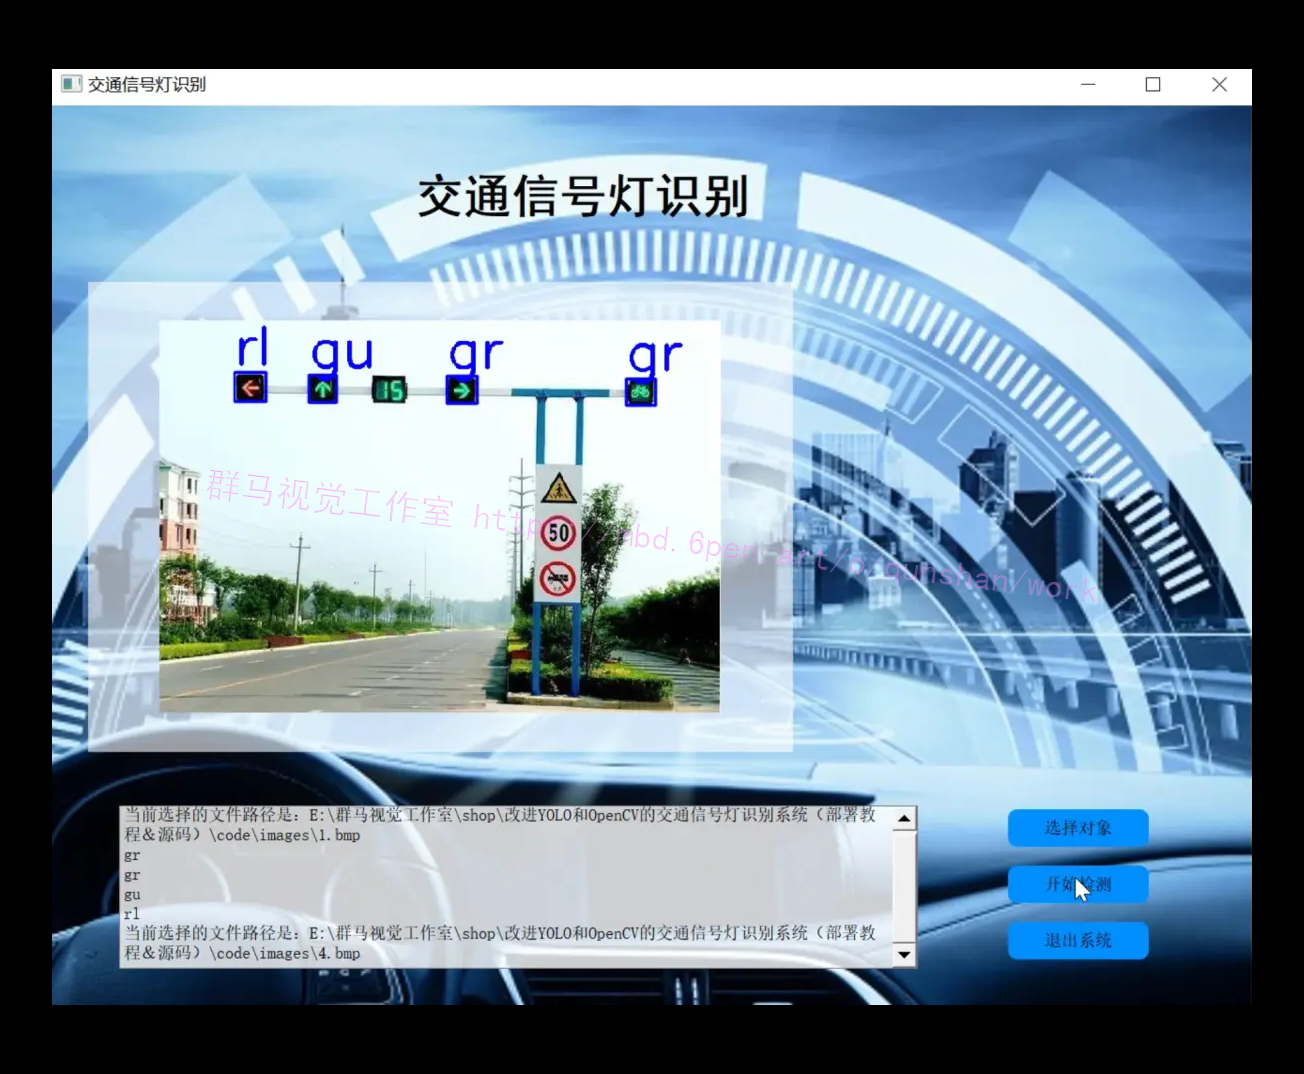 交通信号灯识别
交通信号灯识别
rl
gu
gr
gr
15
50
群马视觉工作室 https://mbd.6pen.art/p/qunshan/work
当前选择的文件路径是：E:\群马视觉工作室\shop\改进YOLO和OpenCV的交通信号灯识别系统（部署教
程＆源码）\code\images\1.bmp
gr
gr
gu
rl
当前选择的文件路径是：E:\群马视觉工作室\shop\改进YOLO和OpenCV的交通信号灯识别系统（部署教
程＆源码）\code\images\4.bmp
选择对象
开始检测
退出系统